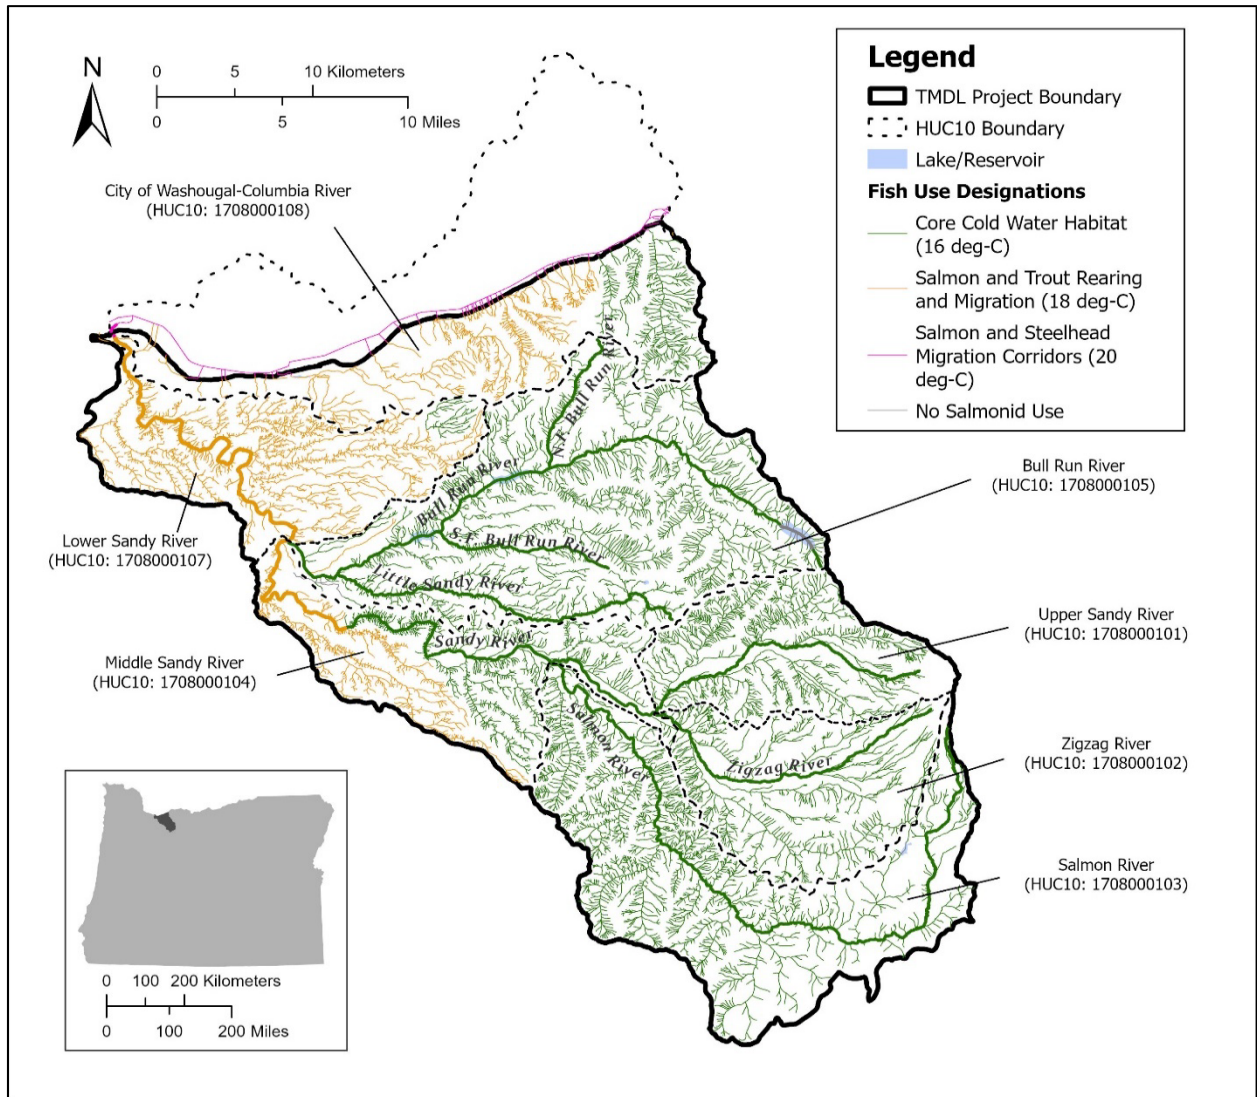 N
0 5 10 Kilometers
0 5 10 Miles
Legend
TMDL Project Boundary
HUC10 Boundary
Lake/Reservoir
Fish Use Designations
Core Cold Water Habitat
(16 deg-C)
Salmon and Trout Rearing
and Migration (18 deg-C)
Salmon and Steelhead
Migration Corridors (20
deg-C)
No Salmonid Use
City of Washougal-Columbia River
(HUC10: 1708000108)
N.F. Bull Run River
Bull Run River
(HUC10: 1708000105)
Bull Run River
S.F. Bull Run River
Lower Sandy River
(HUC10: 1708000107)
Little Sandy River
Upper Sandy River
(HUC10: 1708000101)
Sandy River
Middle Sandy River
(HUC10: 1708000104)
Salmon River
Zigzag River
Zigzag River
(HUC10: 1708000102)
Salmon River
(HUC10: 1708000103)
0 100 200 Kilometers
0 100 200 Miles